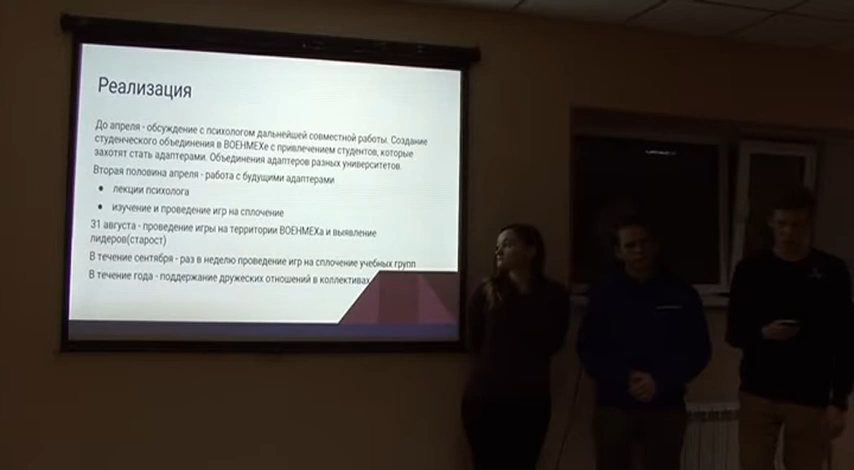 Реализация
До апреля - обсуждение с психологом дальнейшей совместной работы. Создание
студенческого объединения в ВОЕНМЕХе с привлечением студентов, которые
захотят стать адаптерами. Объединения адаптеров разных университетов.
Вторая половина апреля - работа с будущими адаптерами
● лекции психолога
● изучение и проведение игр на сплочение
31 августа - проведение игры на территории ВОЕНМЕХа и выявление
лидеров(старост)
В течение сентября - раз в неделю проведение игр на сплочение учебных групп
В течение года - поддержание дружеских отношений в коллективах